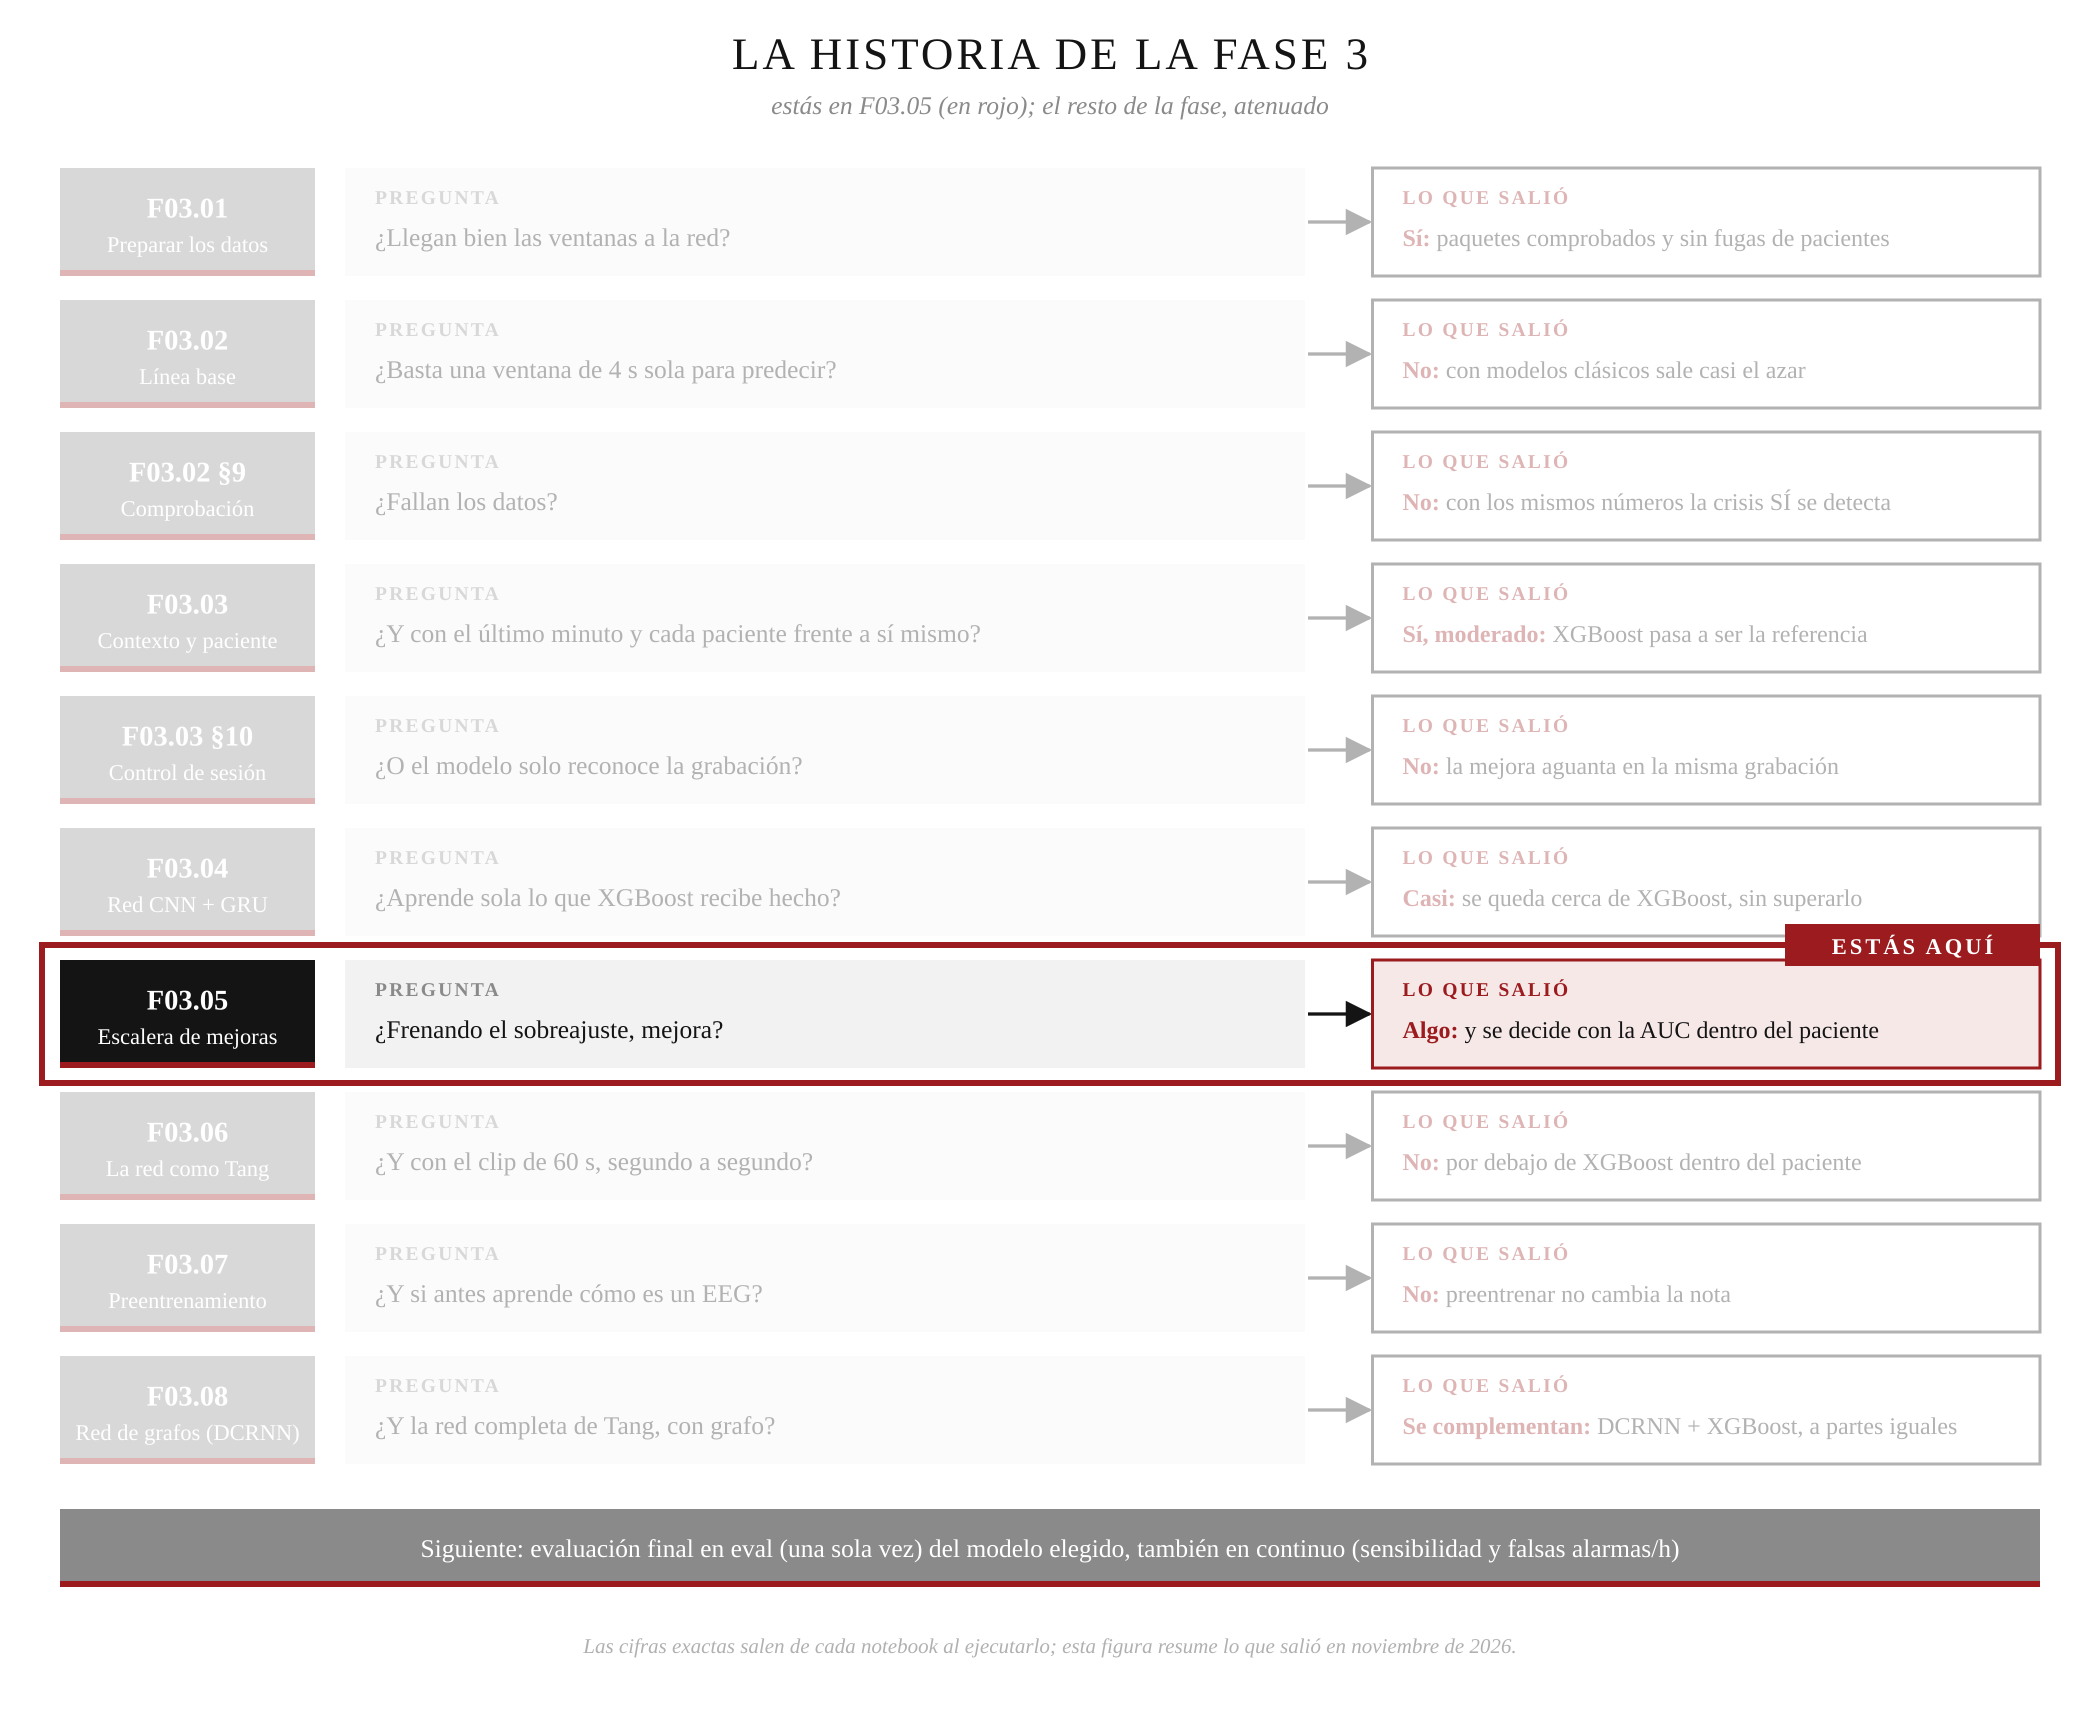 LA HISTORIA DE LA FASE 3
estás en F03.05 (en rojo); el resto de la fase, atenuado
F03.01
Preparar los datos
PREGUNTA
¿Llegan bien las ventanas a la red?
LO QUE SALIÓ
Sí: paquetes comprobados y sin fugas de pacientes
F03.02
Línea base
PREGUNTA
¿Basta una ventana de 4 s sola para predecir?
LO QUE SALIÓ
No: con modelos clásicos sale casi el azar
F03.02 §9
Comprobación
PREGUNTA
¿Fallan los datos?
LO QUE SALIÓ
No: con los mismos números la crisis SÍ se detecta
F03.03
Contexto y paciente
PREGUNTA
¿Y con el último minuto y cada paciente frente a sí mismo?
LO QUE SALIÓ
Sí, moderado: XGBoost pasa a ser la referencia
F03.03 §10
Control de sesión
PREGUNTA
¿O el modelo solo reconoce la grabación?
LO QUE SALIÓ
No: la mejora aguanta en la misma grabación
F03.04
Red CNN + GRU
PREGUNTA
¿Aprende sola lo que XGBoost recibe hecho?
LO QUE SALIÓ
Casi: se queda cerca de XGBoost, sin superarlo
ESTÁS AQUÍ
F03.05
Escalera de mejoras
PREGUNTA
¿Frenando el sobreajuste, mejora?
LO QUE SALIÓ
Algo: y se decide con la AUC dentro del paciente
F03.06
La red como Tang
PREGUNTA
¿Y con el clip de 60 s, segundo a segundo?
LO QUE SALIÓ
No: por debajo de XGBoost dentro del paciente
F03.07
Preentrenamiento
PREGUNTA
¿Y si antes aprende cómo es un EEG?
LO QUE SALIÓ
No: preentrenar no cambia la nota
F03.08
Red de grafos (DCRNN)
PREGUNTA
¿Y la red completa de Tang, con grafo?
LO QUE SALIÓ
Se complementan: DCRNN + XGBoost, a partes iguales
Siguiente: evaluación final en eval (una sola vez) del modelo elegido, también en continuo (sensibilidad y falsas alarmas/h)
Las cifras exactas salen de cada notebook al ejecutarlo; esta figura resume lo que salió en noviembre de 2026.